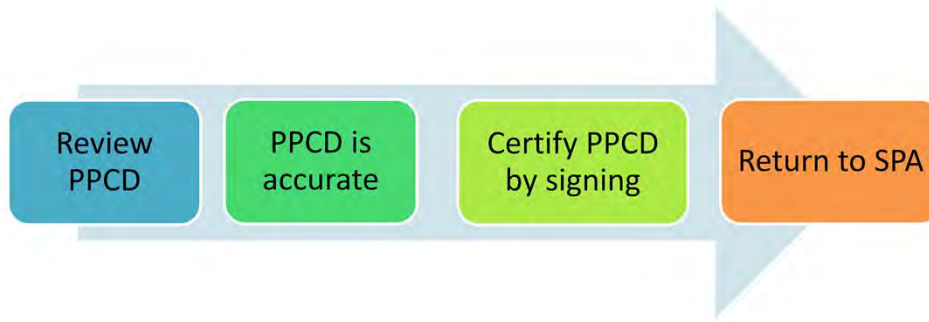 Review
PPCD
PPCD is
accurate
Certify PPCD
by signing
Return to SPA